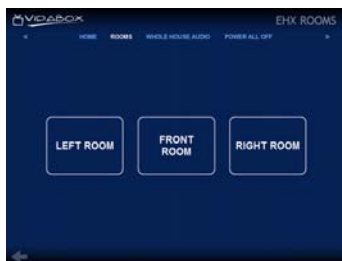 VIDABOX
EHX ROOMS
« HOME ROOMS WHOLE HOUSE AUDIO POWER ALL OFF »
LEFT ROOM
FRONT
ROOM
RIGHT ROOM